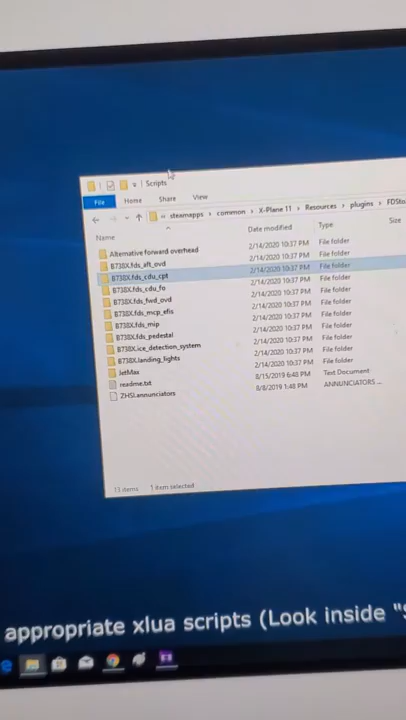 Scripts
File Home Share View
« steamapps › common › X-Plane 11 › Resources › plugins ›
Name Date modified Type Size
Alternative forward overhead 2/14/2020 10:37 PM File folder
B738X.fds_aft_ovd 2/14/2020 10:37 PM File folder
B738X.fds_cdu_cpt 2/14/2020 10:37 PM File folder
B738X.fds_cdu_fo 2/14/2020 10:37 PM File folder
B738X.fds_fwd_ovd 2/14/2020 10:37 PM File folder
B738X.fds_mcp_efis 2/14/2020 10:37 PM File folder
B738X.fds_mip 2/14/2020 10:37 PM File folder
B738X.fds_pedestal 2/14/2020 10:37 PM File folder
B738X.ice_detection_system 2/14/2020 10:37 PM File folder
B738X.landing_lights 2/14/2020 10:37 PM File folder
JetMax 2/14/2020 10:37 PM File folder
readme.txt 8/15/2019 6:48 PM Text Document
ZHSI.annunciators 8/8/2019 1:48 PM ANNUNCIATORS ...
13 items 1 item selected
appropriate xlua scripts (Look inside "S